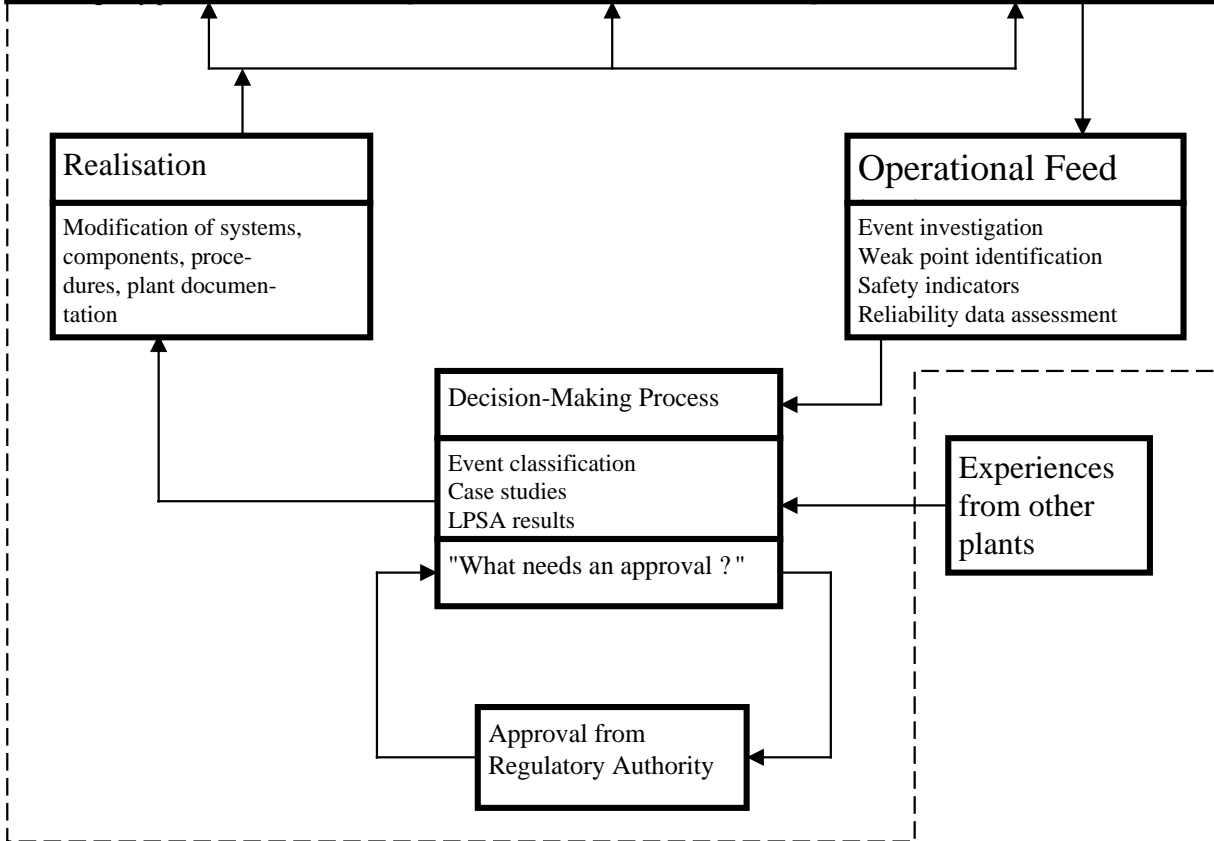 Realisation
Modification of systems,
components, proce-
dures, plant documen-
tation
Operational Feed
Event investigation
Weak point identification
Safety indicators
Reliability data assessment
Decision-Making Process
Event classification
Case studies
LPSA results
"What needs an approval ? "
Experiences
from other
plants
Approval from
Regulatory Authority